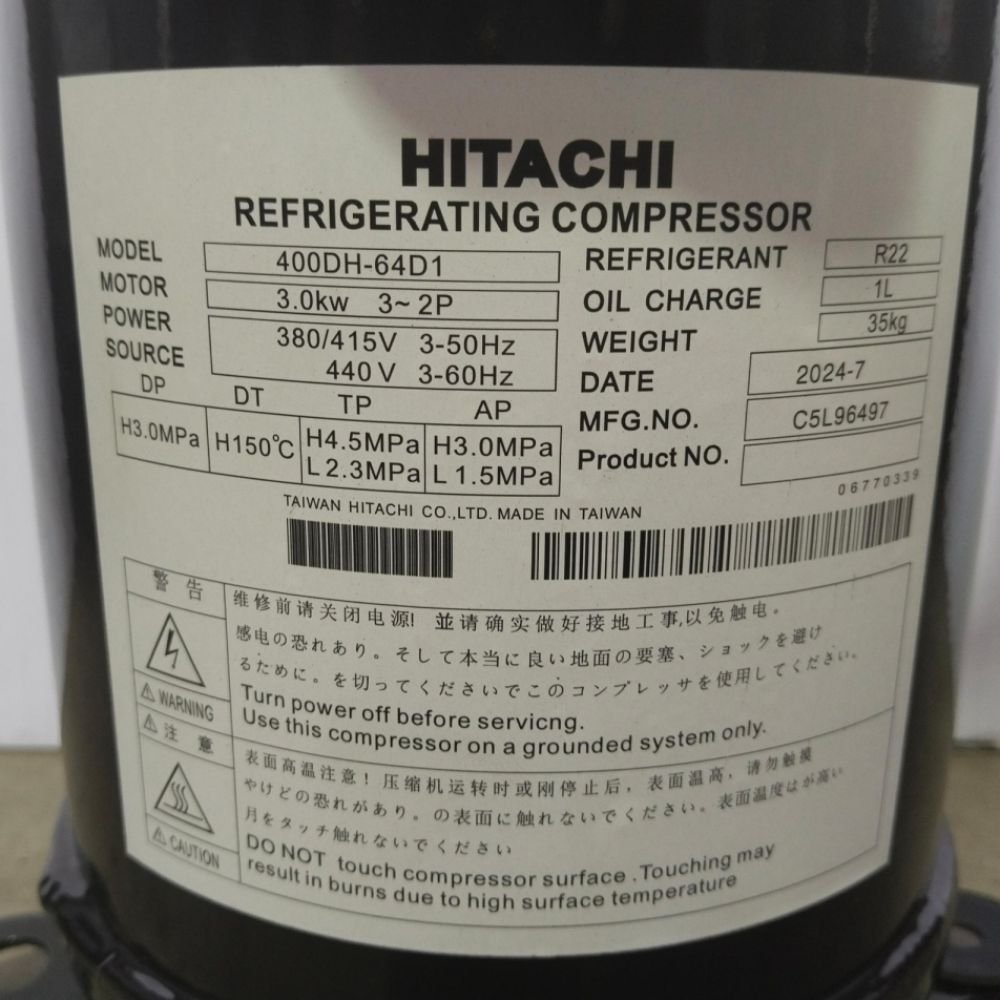 HITACHI
REFRIGERATING COMPRESSOR
MODEL 400DH-64D1
MOTOR 3.0kw 3~ 2P
POWER SOURCE 380/415V 3-50Hz
440V 3-60Hz
REFRIGERANT R22
OIL CHARGE 1L
WEIGHT 35kg
DATE 2024-7
MFG.NO. C5L96497
Product NO.
DP DT TP AP
H3.0MPa H150℃ H4.5MPa H3.0MPa
L2.3MPa L1.5MPa
06770339
TAIWAN HITACHI CO.,LTD. MADE IN TAIWAN
警告
维修前请关闭电源! 並请确实做好接地工事,以免触电。
感电の恐れあり。そして本当に良い地面の要塞、ショックを避け
るために。を切ってくださいでこのコンプレッサを使用してください。
WARNING
Turn power off before servicng.
Use this compressor on a grounded system only.
注意
表面高温注意！压缩机运转时或刚停止后，表面温高，请勿触摸
やけどの恐れがあり。の表面に触れないでください。表面温度はが高い
月をタッチ触れないでください
CAUTION
DO NOT touch compressor surface .Touching may
result in burns due to high surface temperature